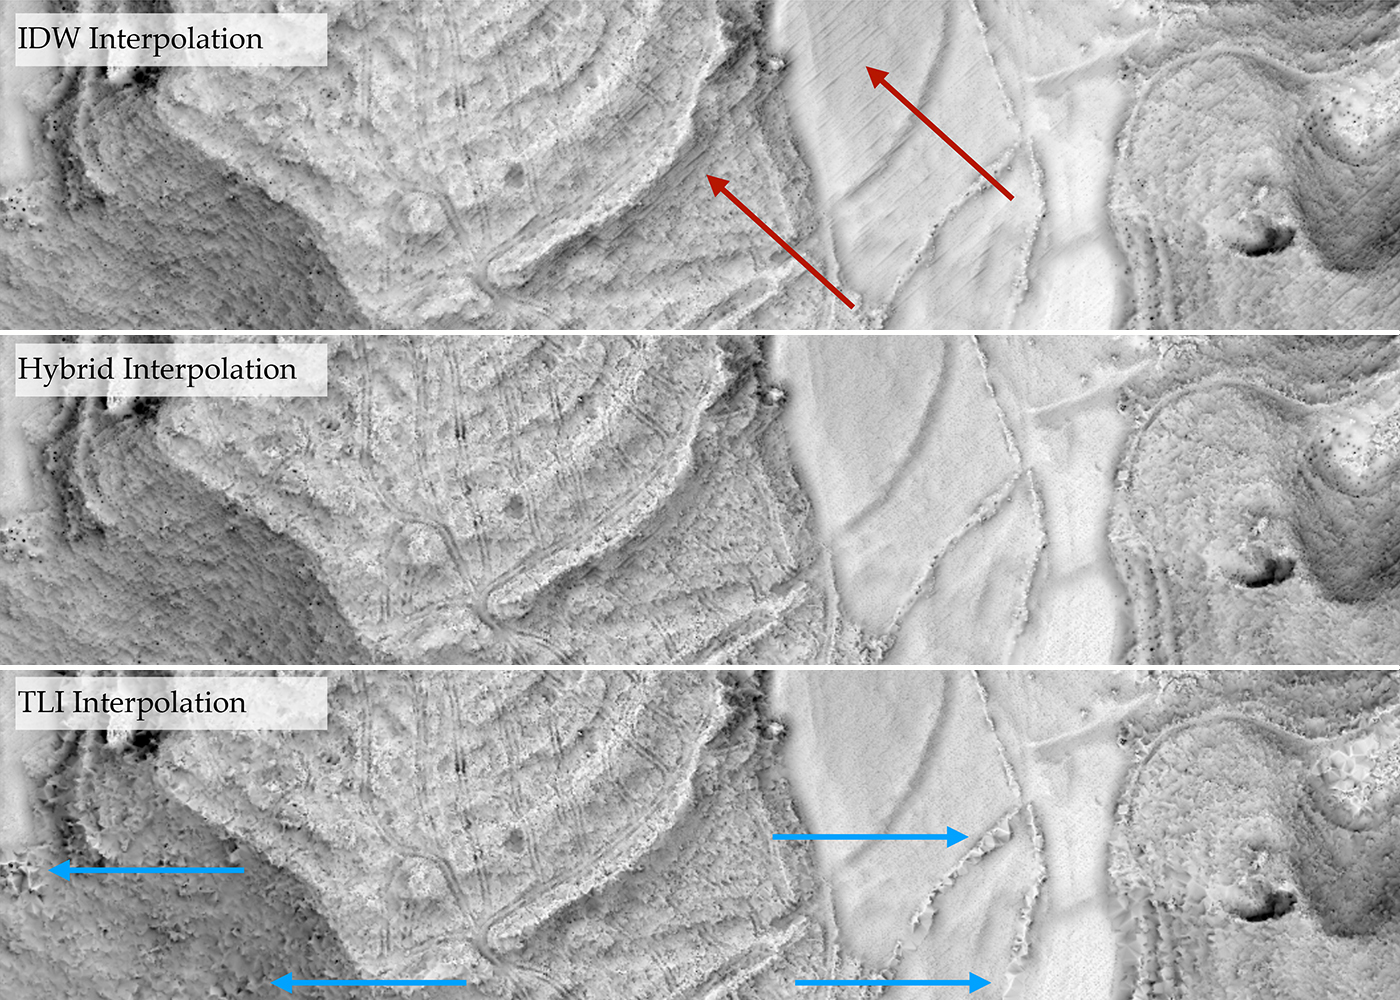 IDW Interpolation
Hybrid Interpolation
TLI Interpolation